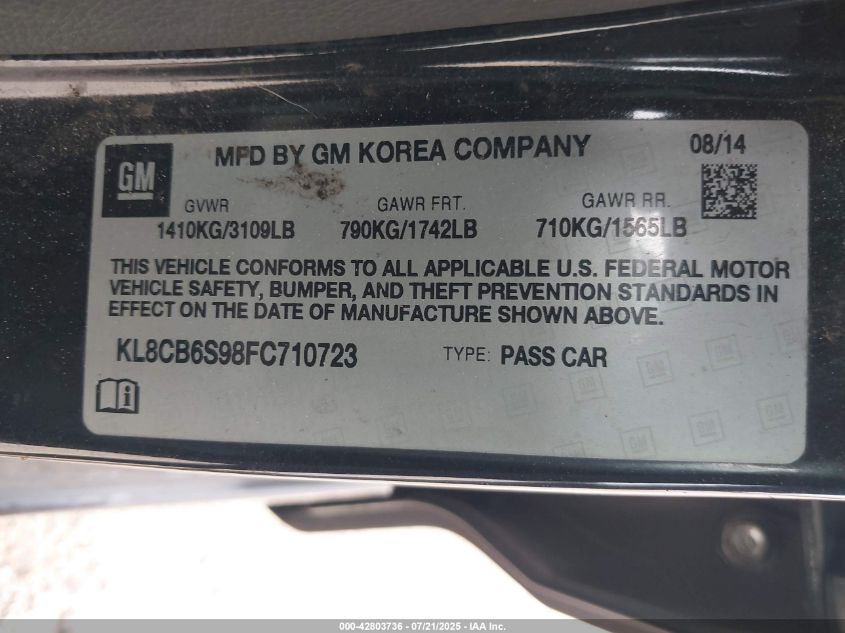 GM
MFD BY GM KOREA COMPANY
08/14
GVWR GAWR FRT. GAWR RR.
1410KG/3109LB 790KG/1742LB 710KG/1565LB
THIS VEHICLE CONFORMS TO ALL APPLICABLE U.S. FEDERAL MOTOR
VEHICLE SAFETY, BUMPER, AND THEFT PREVENTION STANDARDS IN
EFFECT ON THE DATE OF MANUFACTURE SHOWN ABOVE.
KL8CB6S98FC710723 TYPE: PASS CAR
000-42803736 - 07/21/2025 - IAA Inc.